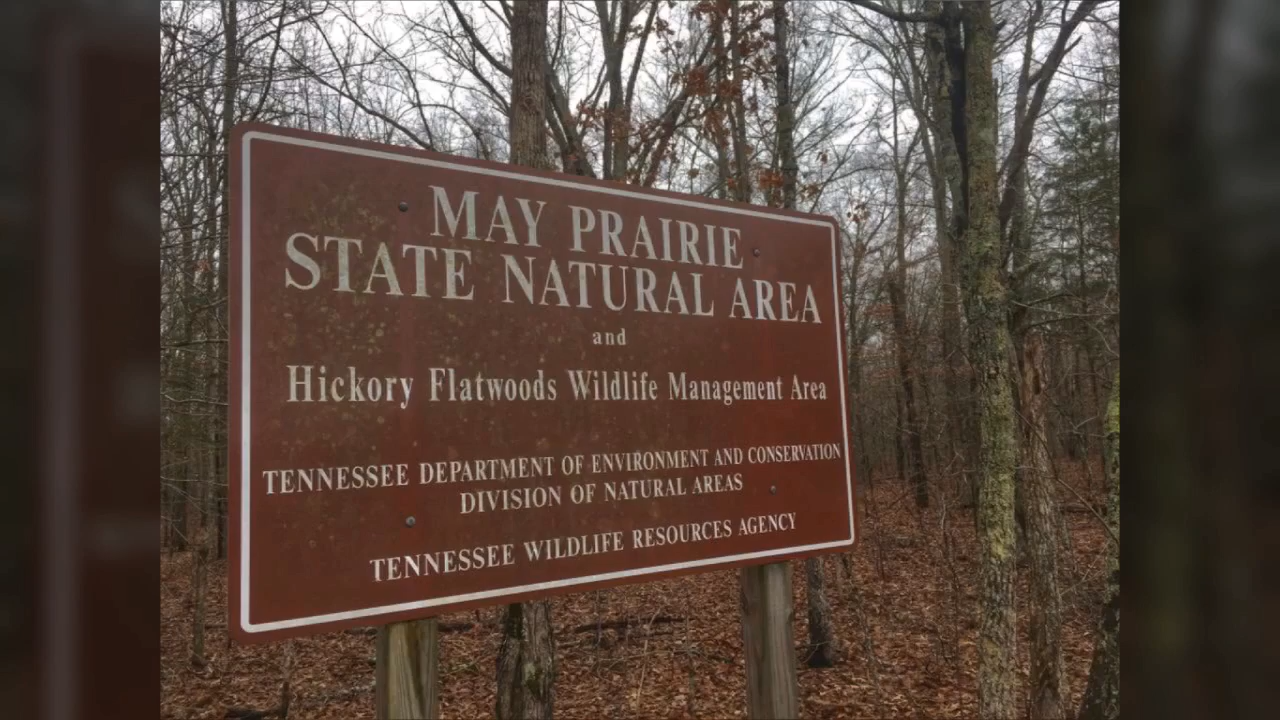 MAY PRAIRIE
STATE NATURAL AREA
and
Hickory Flatwoods Wildlife Management Area
TENNESSEE DEPARTMENT OF ENVIRONMENT AND CONSERVATION
DIVISION OF NATURAL AREAS
TENNESSEE WILDLIFE RESOURCES AGENCY